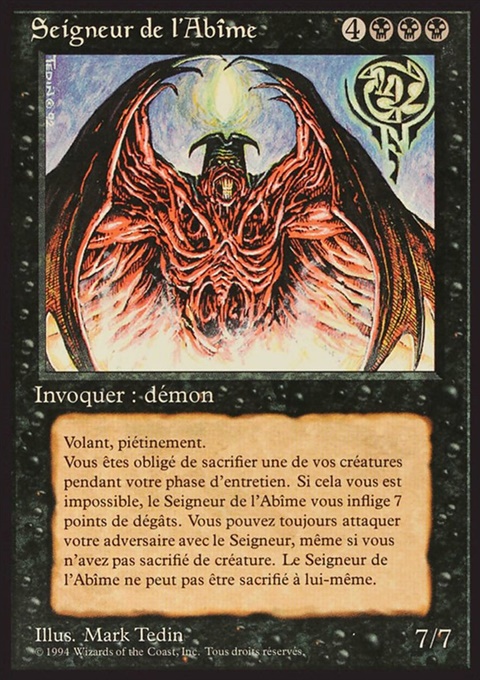 Seigneur de l'Abîme 4
TEDIN © 92
Invoquer : démon
Volant, piétinement.
Vous êtes obligé de sacrifier une de vos créatures
pendant votre phase d'entretien. Si cela vous est
impossible, le Seigneur de l'Abîme vous inflige 7
points de dégâts. Vous pouvez toujours attaquer
votre adversaire avec le Seigneur, même si vous
n'avez pas sacrifié de créature. Le Seigneur de
l'Abîme ne peut pas être sacrifié à lui-même.
Illus. Mark Tedin
7/7
© 1994 Wizards of the Coast, Inc. Tous droits réservés.